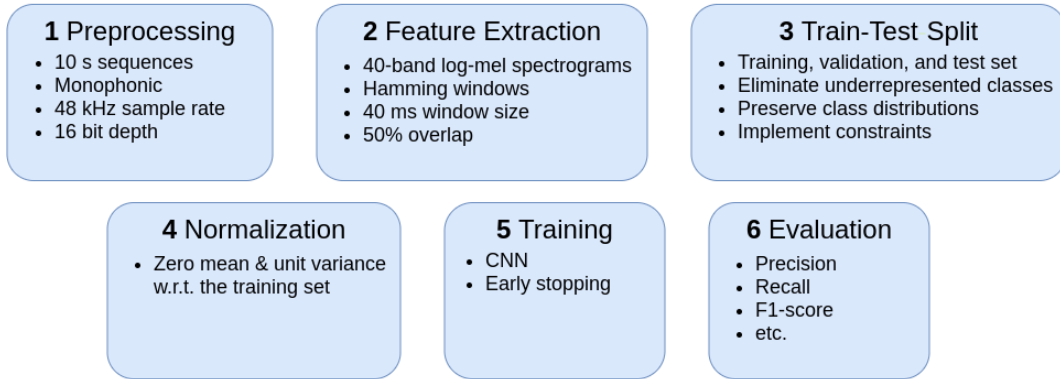 1 Preprocessing
• 10 s sequences
• Monophonic
• 48 kHz sample rate
• 16 bit depth
2 Feature Extraction
• 40-band log-mel spectrograms
• Hamming windows
• 40 ms window size
• 50% overlap
3 Train-Test Split
• Training, validation, and test set
• Eliminate underrepresented classes
• Preserve class distributions
• Implement constraints
4 Normalization
• Zero mean & unit variance
w.r.t. the training set
5 Training
• CNN
• Early stopping
6 Evaluation
• Precision
• Recall
• F1-score
• etc.